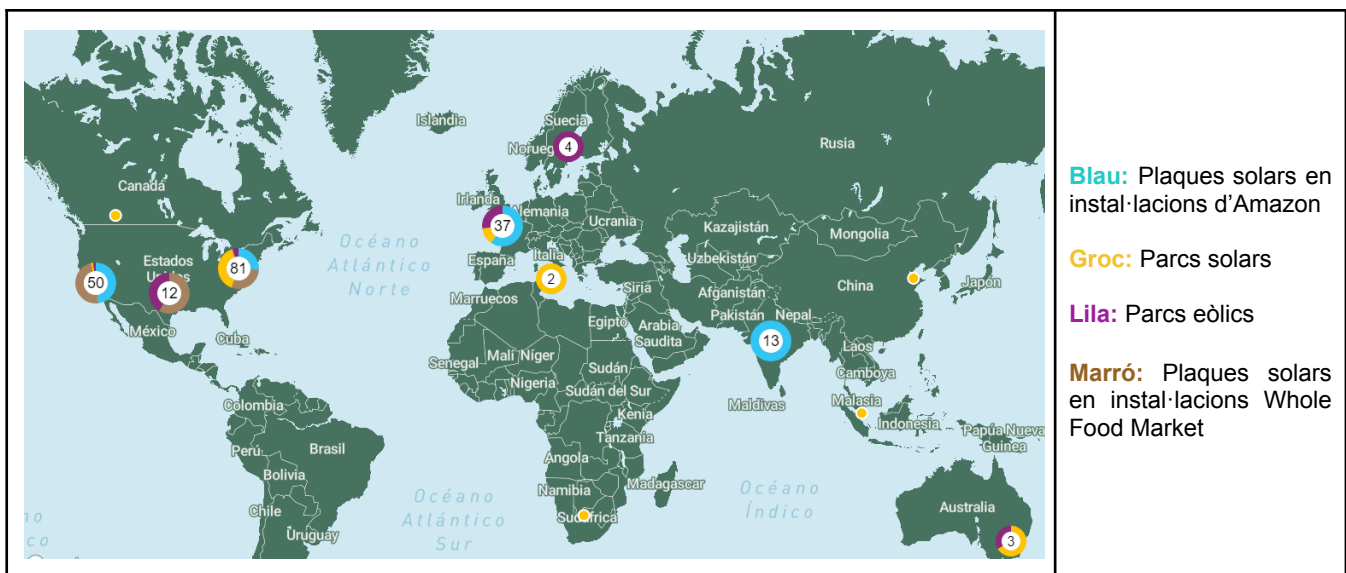 Islandia
Suecia
Norueg
4
Rusia
Canadá
Irlanda
37
Alemania
Ucrania
Kazajistán
Mongolia
Océano
Atlántico
Norte
Estados
Unidos
81
50
12
España
Italia
2
Uzbekistán
Siria
Afganistán
China
Japón
Marruecos
Pakistán
Nepal
México
Cuba
Egipto
Arabia
Saudita
13
Laos
Camboya
Senegal
Malí
Níger
Sudán
Nigeria
Sudán del Sur
Maldivas
Malasia
Indonesia
Colombia
Kenia
Tanzania
Papúa Nueva
Guinea
Perú
Brasil
Angola
Bolivia
Namibia
Madagascar
Océano
Atlántico
Sur
Océano
Índico
Chile
Sudáfrica
Australia
Uruguay
3
no
co
Blau: Plaques solars en
instal·lacions d’Amazon
Groc: Parcs solars
Lila: Parcs eòlics
Marró: Plaques solars
en instal·lacions Whole
Food Market